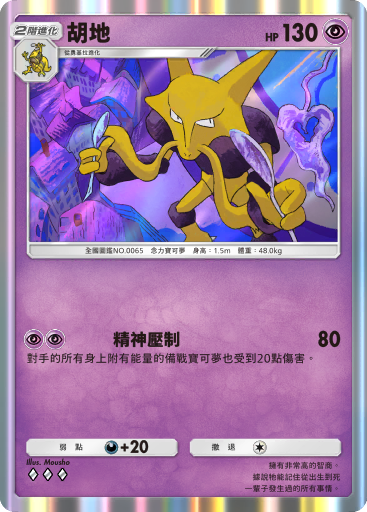 2階進化
胡地
HP 130
從勇基拉進化
全國圖鑑NO.0065 念力寶可夢 身高：1.5m 體重：48.0kg
精神壓制 80
對手的所有身上附有能量的備戰寶可夢也受到20點傷害。
弱點 +20
撤退
Illus. Mousho
擁有非常高的智商。
據說牠能記住從出生到死
一輩子發生過的所有事情。